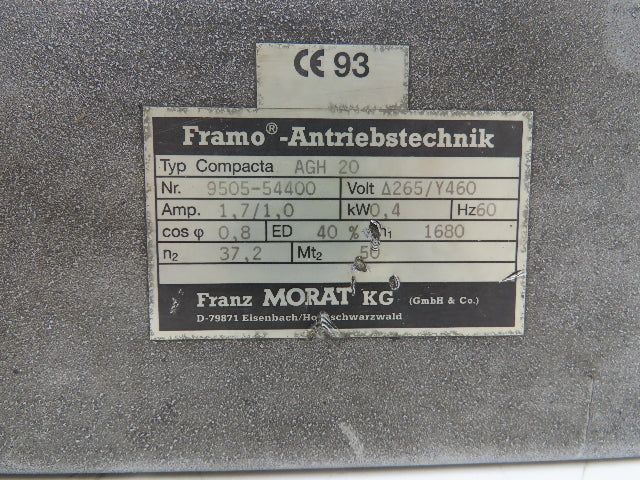 CE 93
Framo®-Antriebstechnik
Typ Compacta AGH 20
Nr. 9505-54400 Volt Δ265/Y460
Amp. 1,7/1,0 kW0,4 Hz60
cos φ 0,8 ED 40 % n₁ 1680
n₂ 37,2 Mt₂ 50
Franz MORAT KG (GmbH & Co.)
D-79871 Eisenbach/Hochschwarzwald